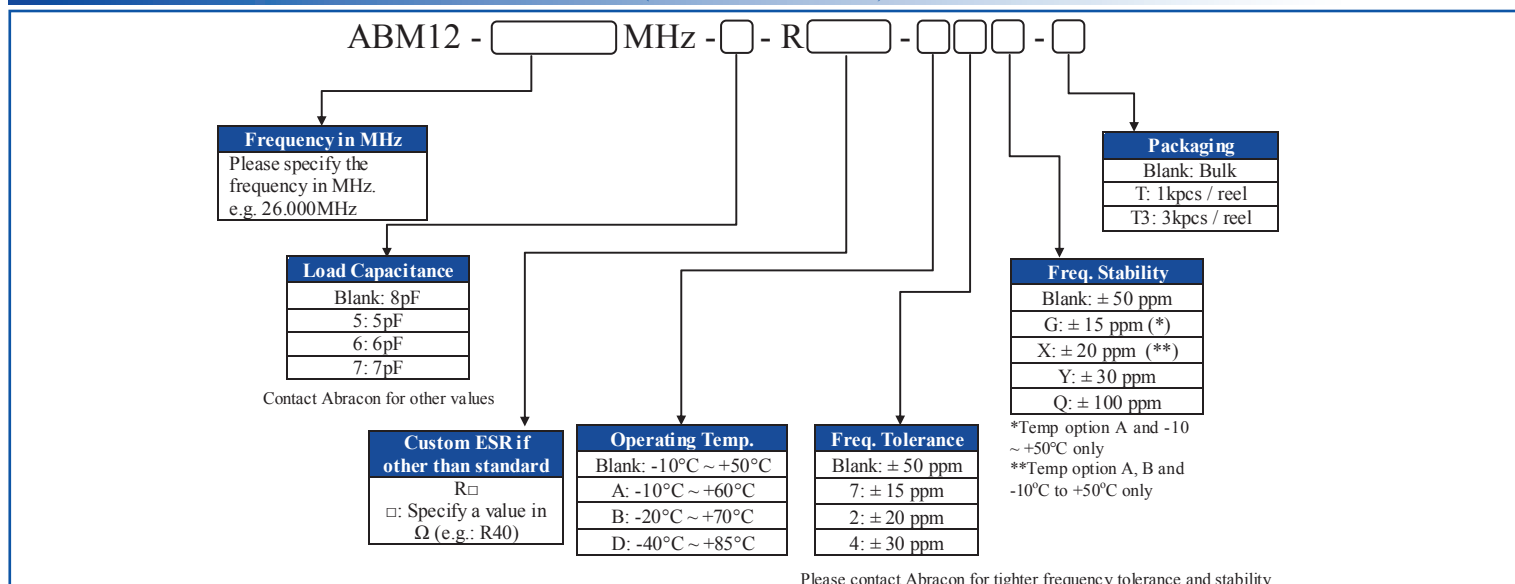 ABM12 - MHz - - R - -
Frequency in MHz
Please specify the
frequency in MHz.
e.g. 26.000MHz
Packaging
Blank: Bulk
T: 1kpcs / reel
T3: 3kpcs / reel
Load Capacitance
Blank: 8pF
5: 5pF
6: 6pF
7: 7pF
Contact Abracon for other values
Freq. Stability
Blank: ± 50 ppm
G: ± 15 ppm (*)
X: ± 20 ppm (**)
Y: ± 30 ppm
Q: ± 100 ppm
*Temp option A and -10
~ +50°C only
**Temp option A, B and
-10°C to +50°C only
Custom ESR if
other than standard
R□
□: Specify a value in
Ω (e.g.: R40)
Operating Temp.
Blank: -10°C ~ +50°C
A: -10°C ~ +60°C
B: -20°C ~ +70°C
D: -40°C ~ +85°C
Freq. Tolerance
Blank: ± 50 ppm
7: ± 15 ppm
2: ± 20 ppm
4: ± 30 ppm
Please contact Abracon for tighter frequency tolerance and stability